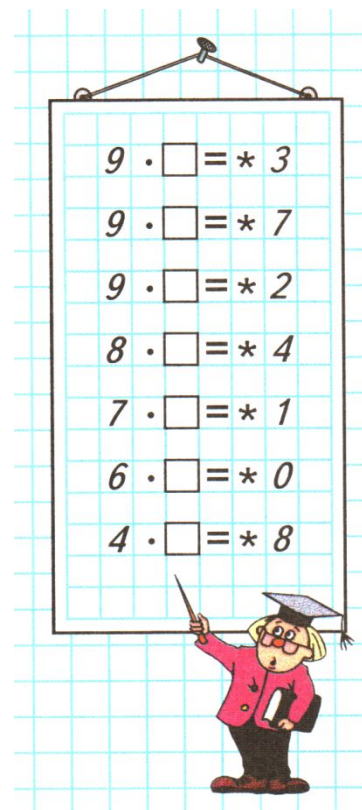 9 · □ = * 3
9 · □ = * 7
9 · □ = * 2
8 · □ = * 4
7 · □ = * 1
6 · □ = * 0
4 · □ = * 8